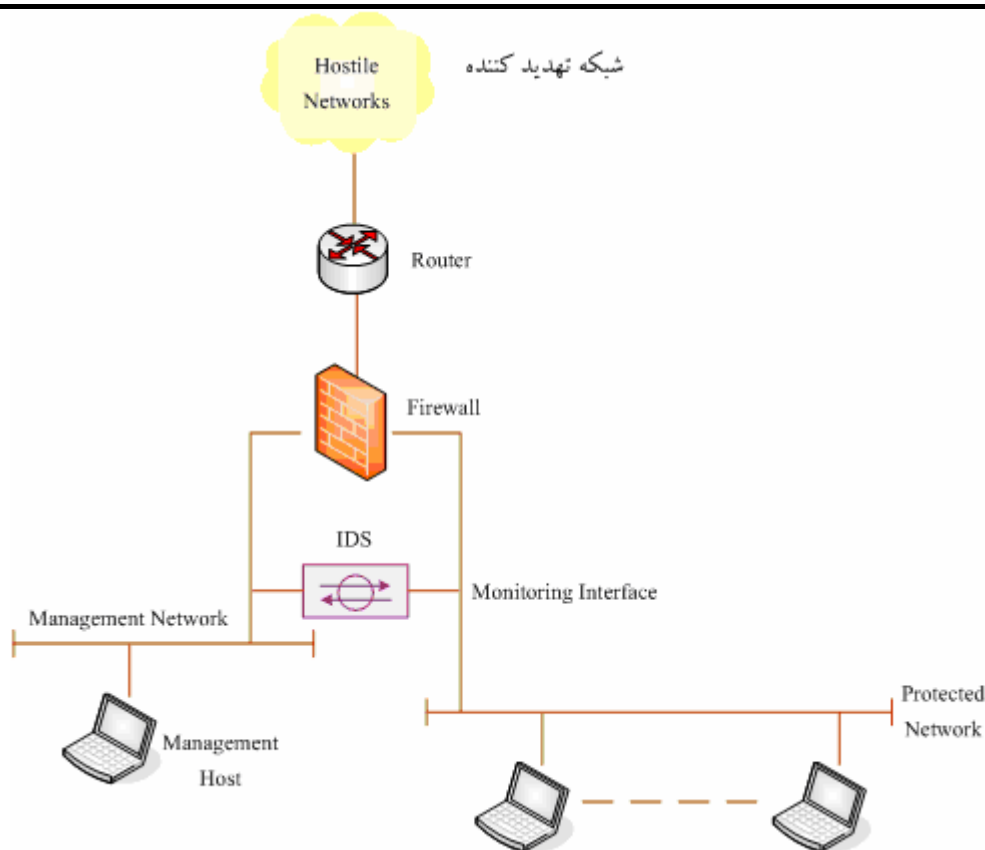 Hostile
Networks
شبکه تهدید کننده
Router
Firewall
IDS
Monitoring Interface
Management Network
Management
Host
Protected
Network